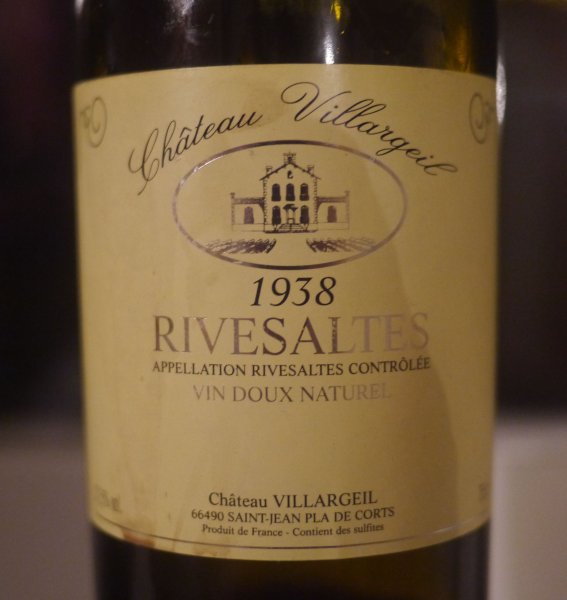 Château Villargeil
1938
RIVESALTES
APPELLATION RIVESALTES CONTRÔLÉE
VIN DOUX NATUREL
Château VILLARGEIL
66490 SAINT-JEAN PLA DE CORTS
Produit de France - Contient des sulfites